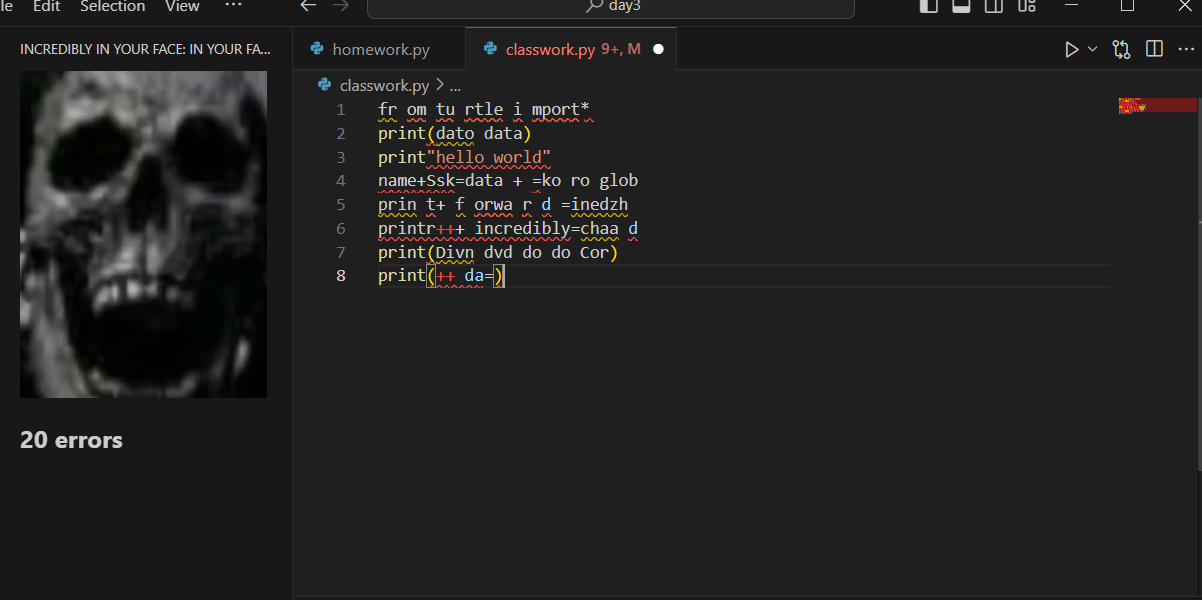 le Edit Selection View ...
day3
INCREDIBLY IN YOUR FACE: IN YOUR FA...
20 errors
homework.py classwork.py 9+, M
classwork.py > ...
1 fr om tu rtle i mport*
2 print(dato data)
3 print"hello world"
4 name+Ssk=data + =ko ro glob
5 prin t+ f orwa r d =inedzh
6 printr+++ incredibly=chaa d
7 print(Divn dvd do do Cor)
8 print(++ da=)